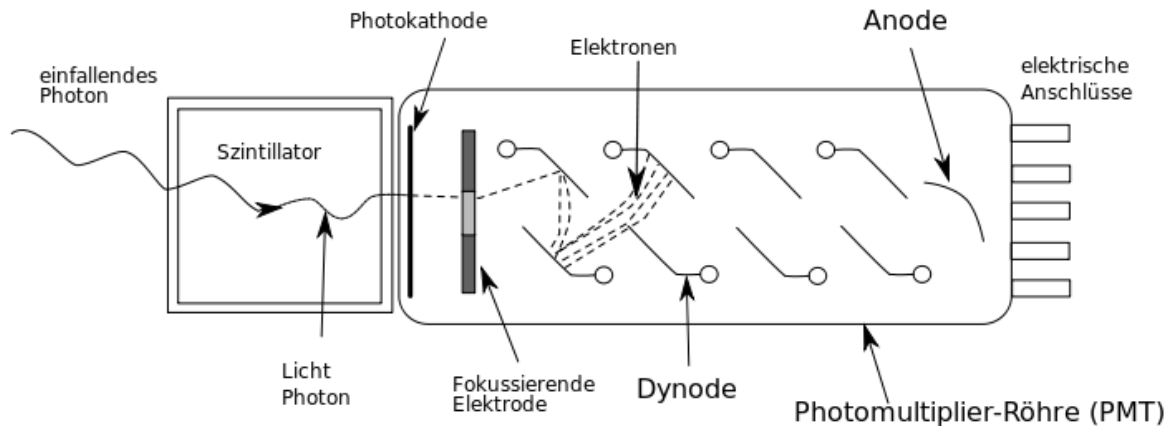 Photokathode
Anode
Elektronen
einfallendes
Photon
elektrische
Anschlüsse
Szintillator
Licht
Photon
Fokussierende
Elektrode
Dynode
Photomultiplier-Röhre (PMT)